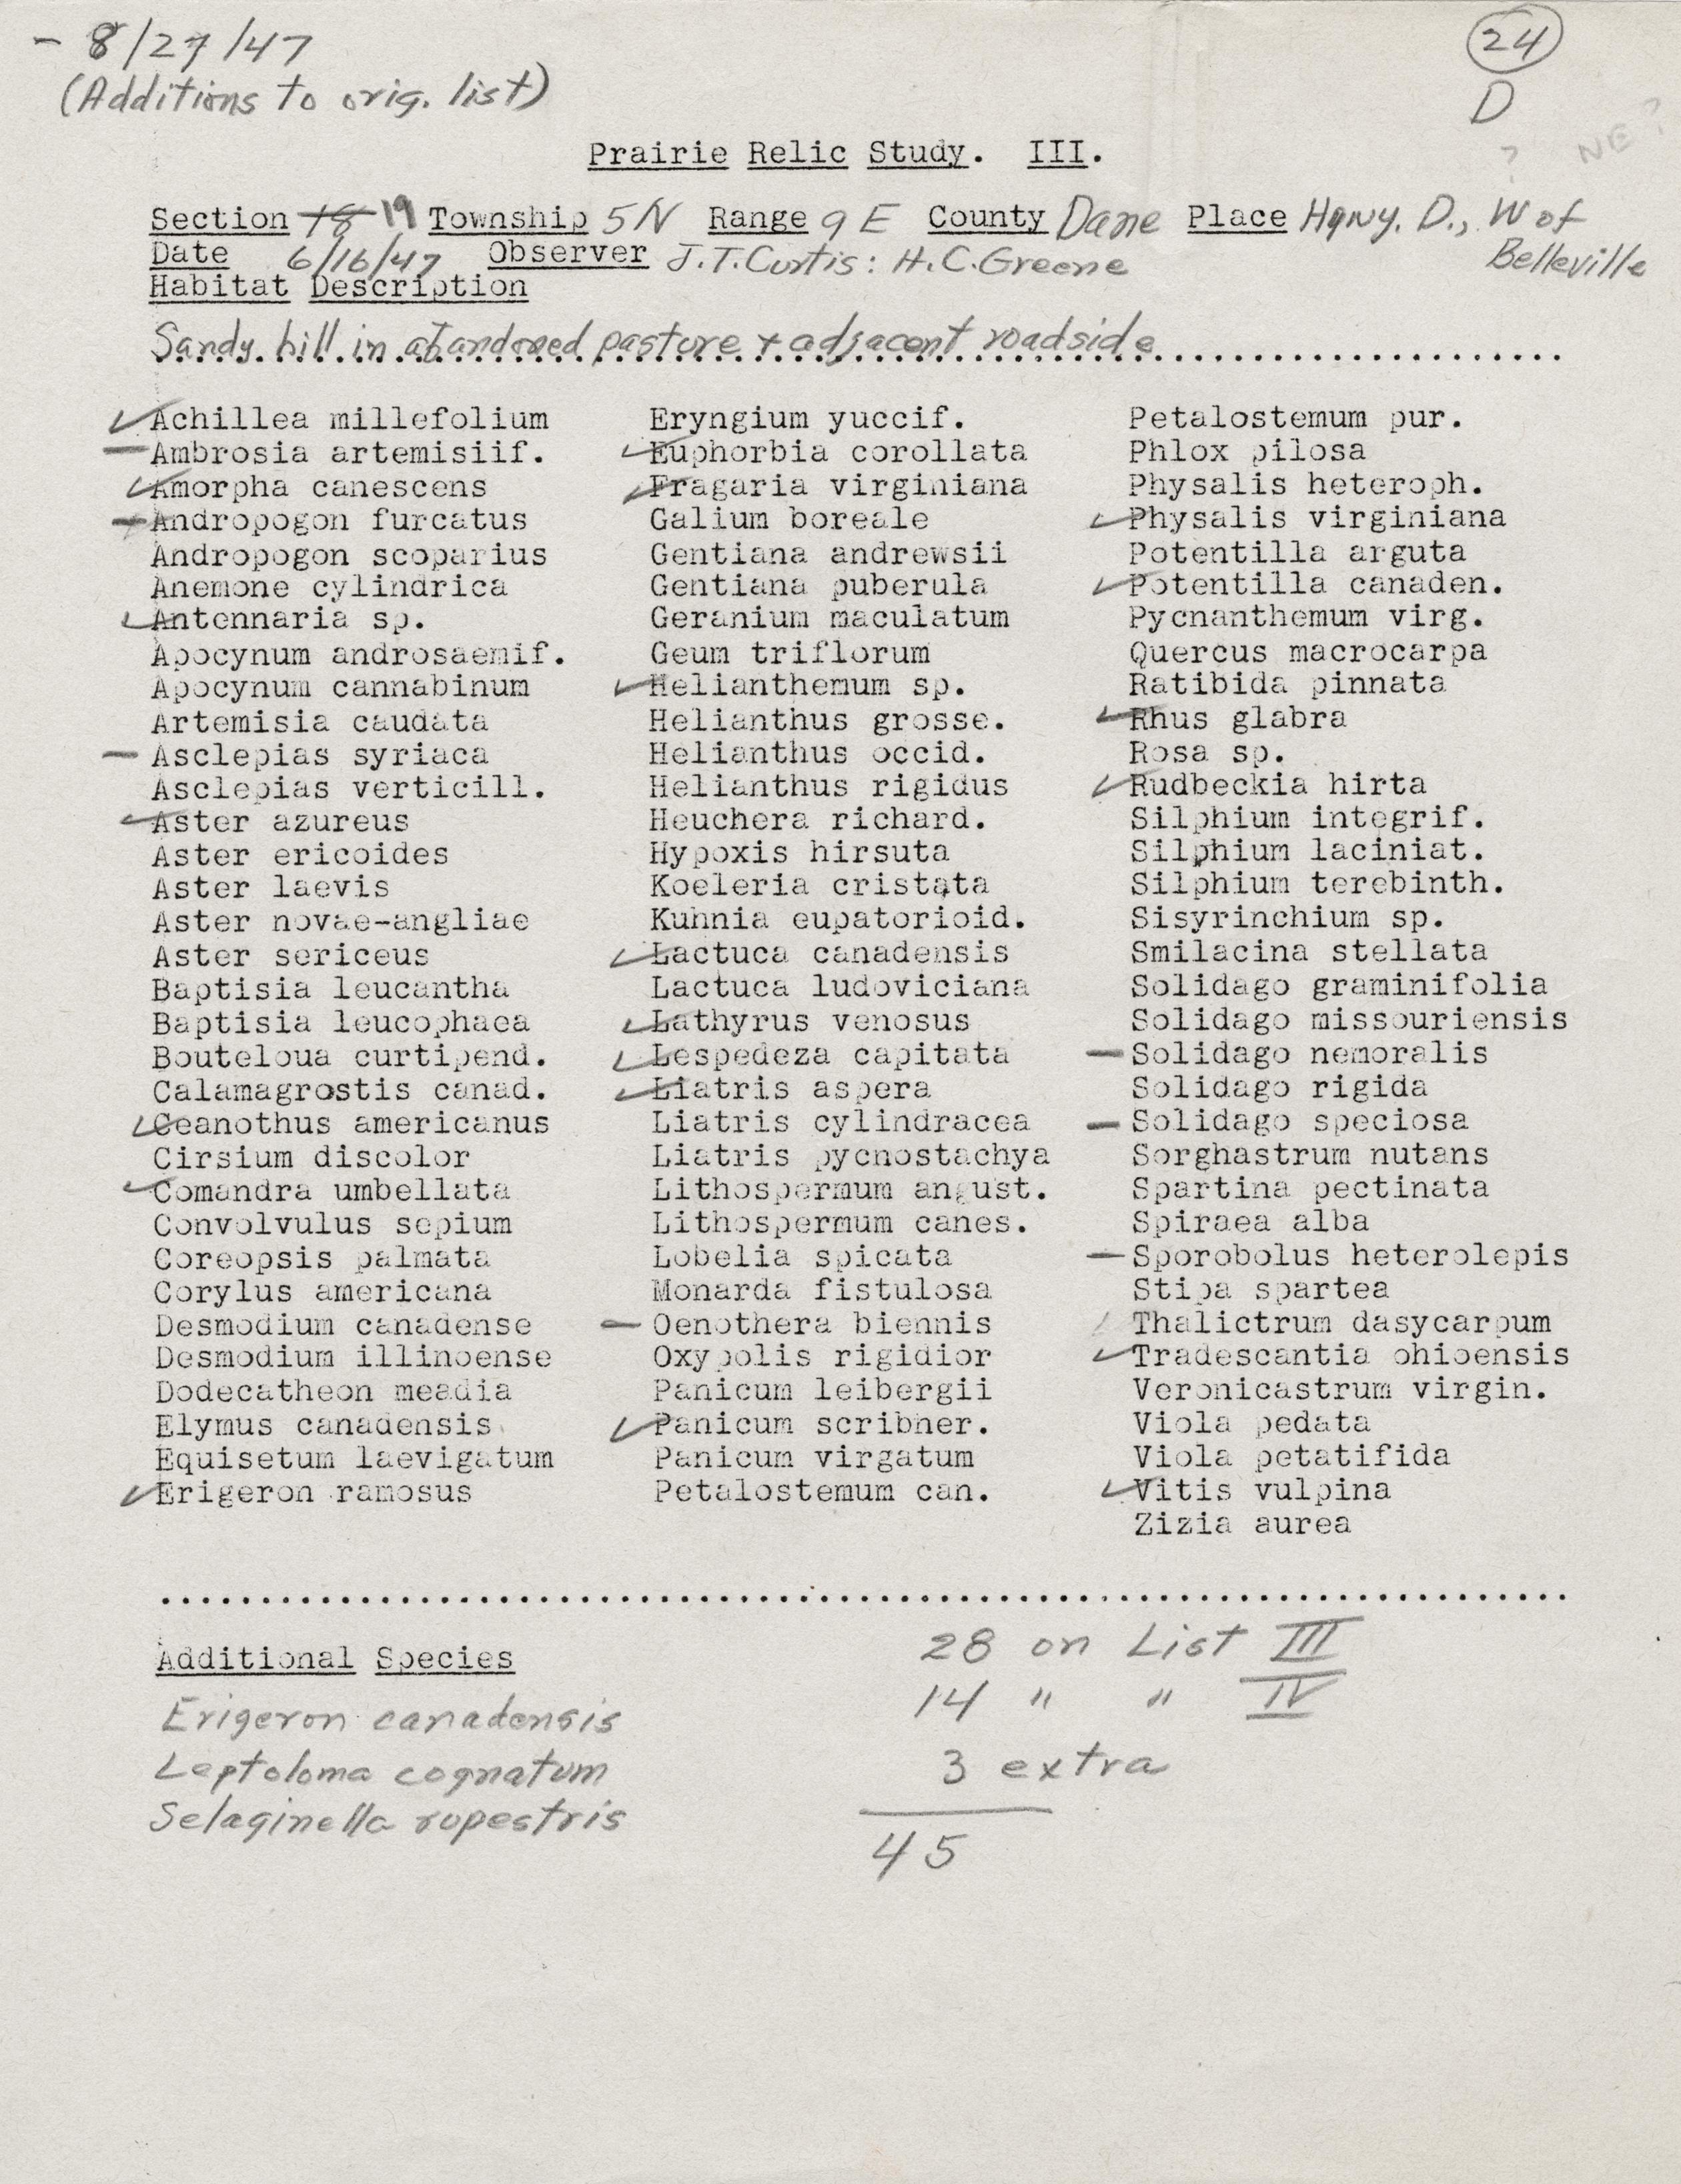 - 8/27/47
(Additions to orig. list)
24
D
? NE?
Prairie Relic Study. III.
Section 18 19 Township 5N Range 9 E County Dane Place Hgwy. D., W of
Belleville
Date 6/16/47 Observer J.T.Curtis: H.C.Greene
Habitat Description
Sandy hill in abandoned pasture + adjacent roadside
✓ Achillea millefolium
— Ambrosia artemisiif.
✓ Amorpha canescens
— Andropogon furcatus
Andropogon scoparius
Anemone cylindrica
✓ Antennaria sp.
Apocynum androsaemif.
Apocynum cannabinum
Artemisia caudata
— Asclepias syriaca
Asclepias verticill.
✓ Aster azureus
Aster ericoides
Aster laevis
Aster novae-angliae
Aster sericeus
Baptisia leucantha
Baptisia leucophaea
Bouteloua curtipend.
Calamagrostis canad.
✓ Ceanothus americanus
Cirsium discolor
✓ Comandra umbellata
Convolvulus sepium
Coreopsis palmata
Corylus americana
Desmodium canadense
Desmodium illinoense
Dodecatheon meadia
Elymus canadensis
Equisetum laevigatum
✓ Erigeron ramosus
Eryngium yuccif.
✓ Euphorbia corollata
✓ Fragaria virginiana
Galium boreale
Gentiana andrewsii
Gentiana puberula
Geranium maculatum
Geum triflorum
✓ Helianthemum sp.
Helianthus grosse.
Helianthus occid.
Helianthus rigidus
Heuchera richard.
Hypoxis hirsuta
Koeleria cristata
Kuhnia eupatorioid.
✓ Lactuca canadensis
Lactuca ludoviciana
✓ Lathyrus venosus
✓ Lespedeza capitata
✓ Liatris aspera
Liatris cylindracea
Liatris pycnostachya
Lithospermum angust.
Lithospermum canes.
Lobelia spicata
Monarda fistulosa
— Oenothera biennis
Oxypolis rigidior
Panicum leibergii
✓ Panicum scribner.
Panicum virgatum
Petalostemum can.
Petalostemum pur.
Phlox pilosa
Physalis heteroph.
✓ Physalis virginiana
Potentilla arguta
✓ Potentilla canaden.
Pycnanthemum virg.
Quercus macrocarpa
Ratibida pinnata
✓ Rhus glabra
Rosa sp.
✓ Rudbeckia hirta
Silphium integrif.
Silphium laciniat.
Silphium terebinth.
Sisyrinchium sp.
Smilacina stellata
Solidago graminifolia
Solidago missouriensis
— Solidago nemoralis
Solidago rigida
— Solidago speciosa
Sorghastrum nutans
Spartina pectinata
Spiraea alba
— Sporobolus heterolepis
Stipa spartea
Thalictrum dasycarpum
✓ Tradescantia ohioensis
Veronicastrum virgin.
Viola pedata
Viola petatifida
✓ Vitis vulpina
Zizia aurea
Additional Species
Erigeron canadensis
Leptoloma cognatum
Selaginella rupestris
28 on List III
14 " " IV
3 extra
45